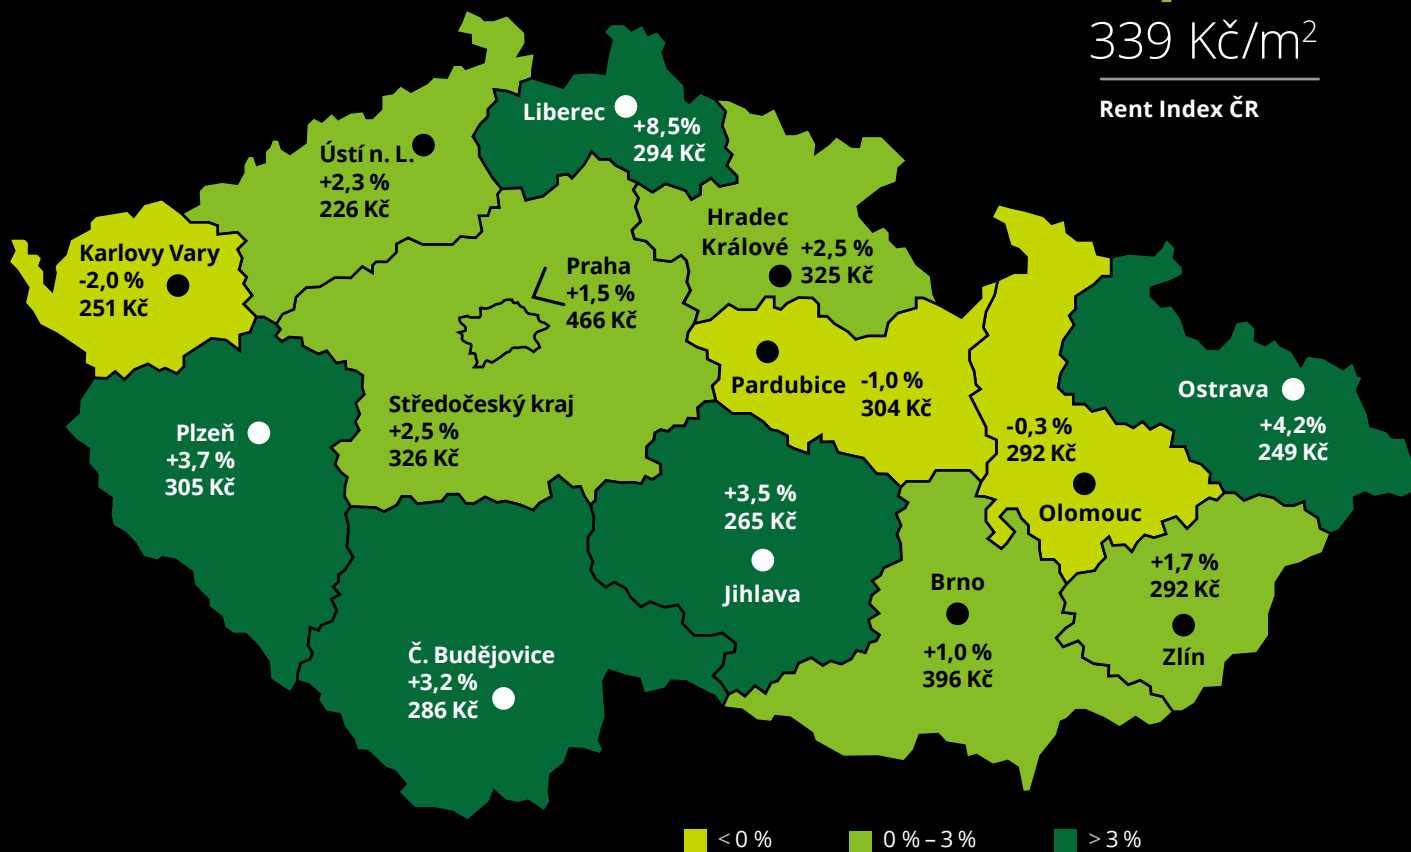 339 Kč/m²
Rent Index ČR
Liberec
+8,5%
294 Kč
Ústí n. L.
+2,3 %
226 Kč
Hradec
Králové
+2,5 %
325 Kč
Karlovy Vary
-2,0 %
251 Kč
Praha
+1,5 %
466 Kč
Pardubice
-1,0 %
304 Kč
Ostrava
+4,2%
249 Kč
Středočeský kraj
+2,5 %
326 Kč
Plzeň
+3,7 %
305 Kč
-0,3 %
292 Kč
Olomouc
+3,5 %
265 Kč
Jihlava
Brno
+1,0 %
396 Kč
+1,7 %
292 Kč
Zlín
Č. Budějovice
+3,2 %
286 Kč
< 0 %
0 % – 3 %
> 3 %